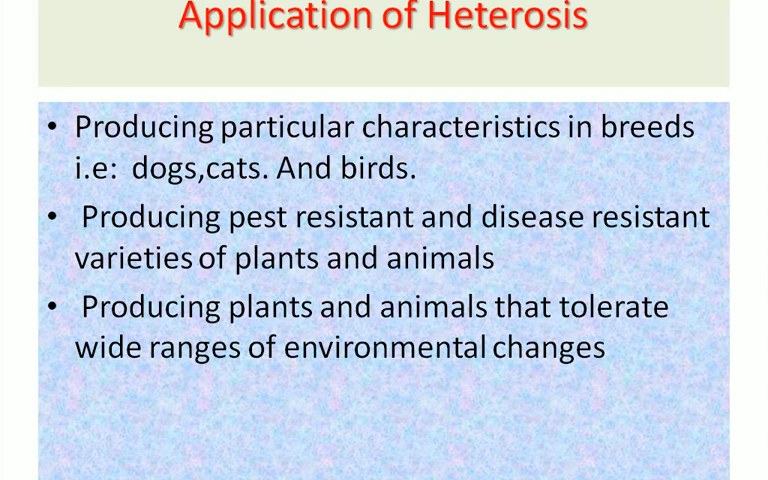 Application of Heterosis
• Producing particular characteristics in breeds
i.e: dogs,cats. And birds.
• Producing pest resistant and disease resistant
varieties of plants and animals
• Producing plants and animals that tolerate
wide ranges of environmental changes